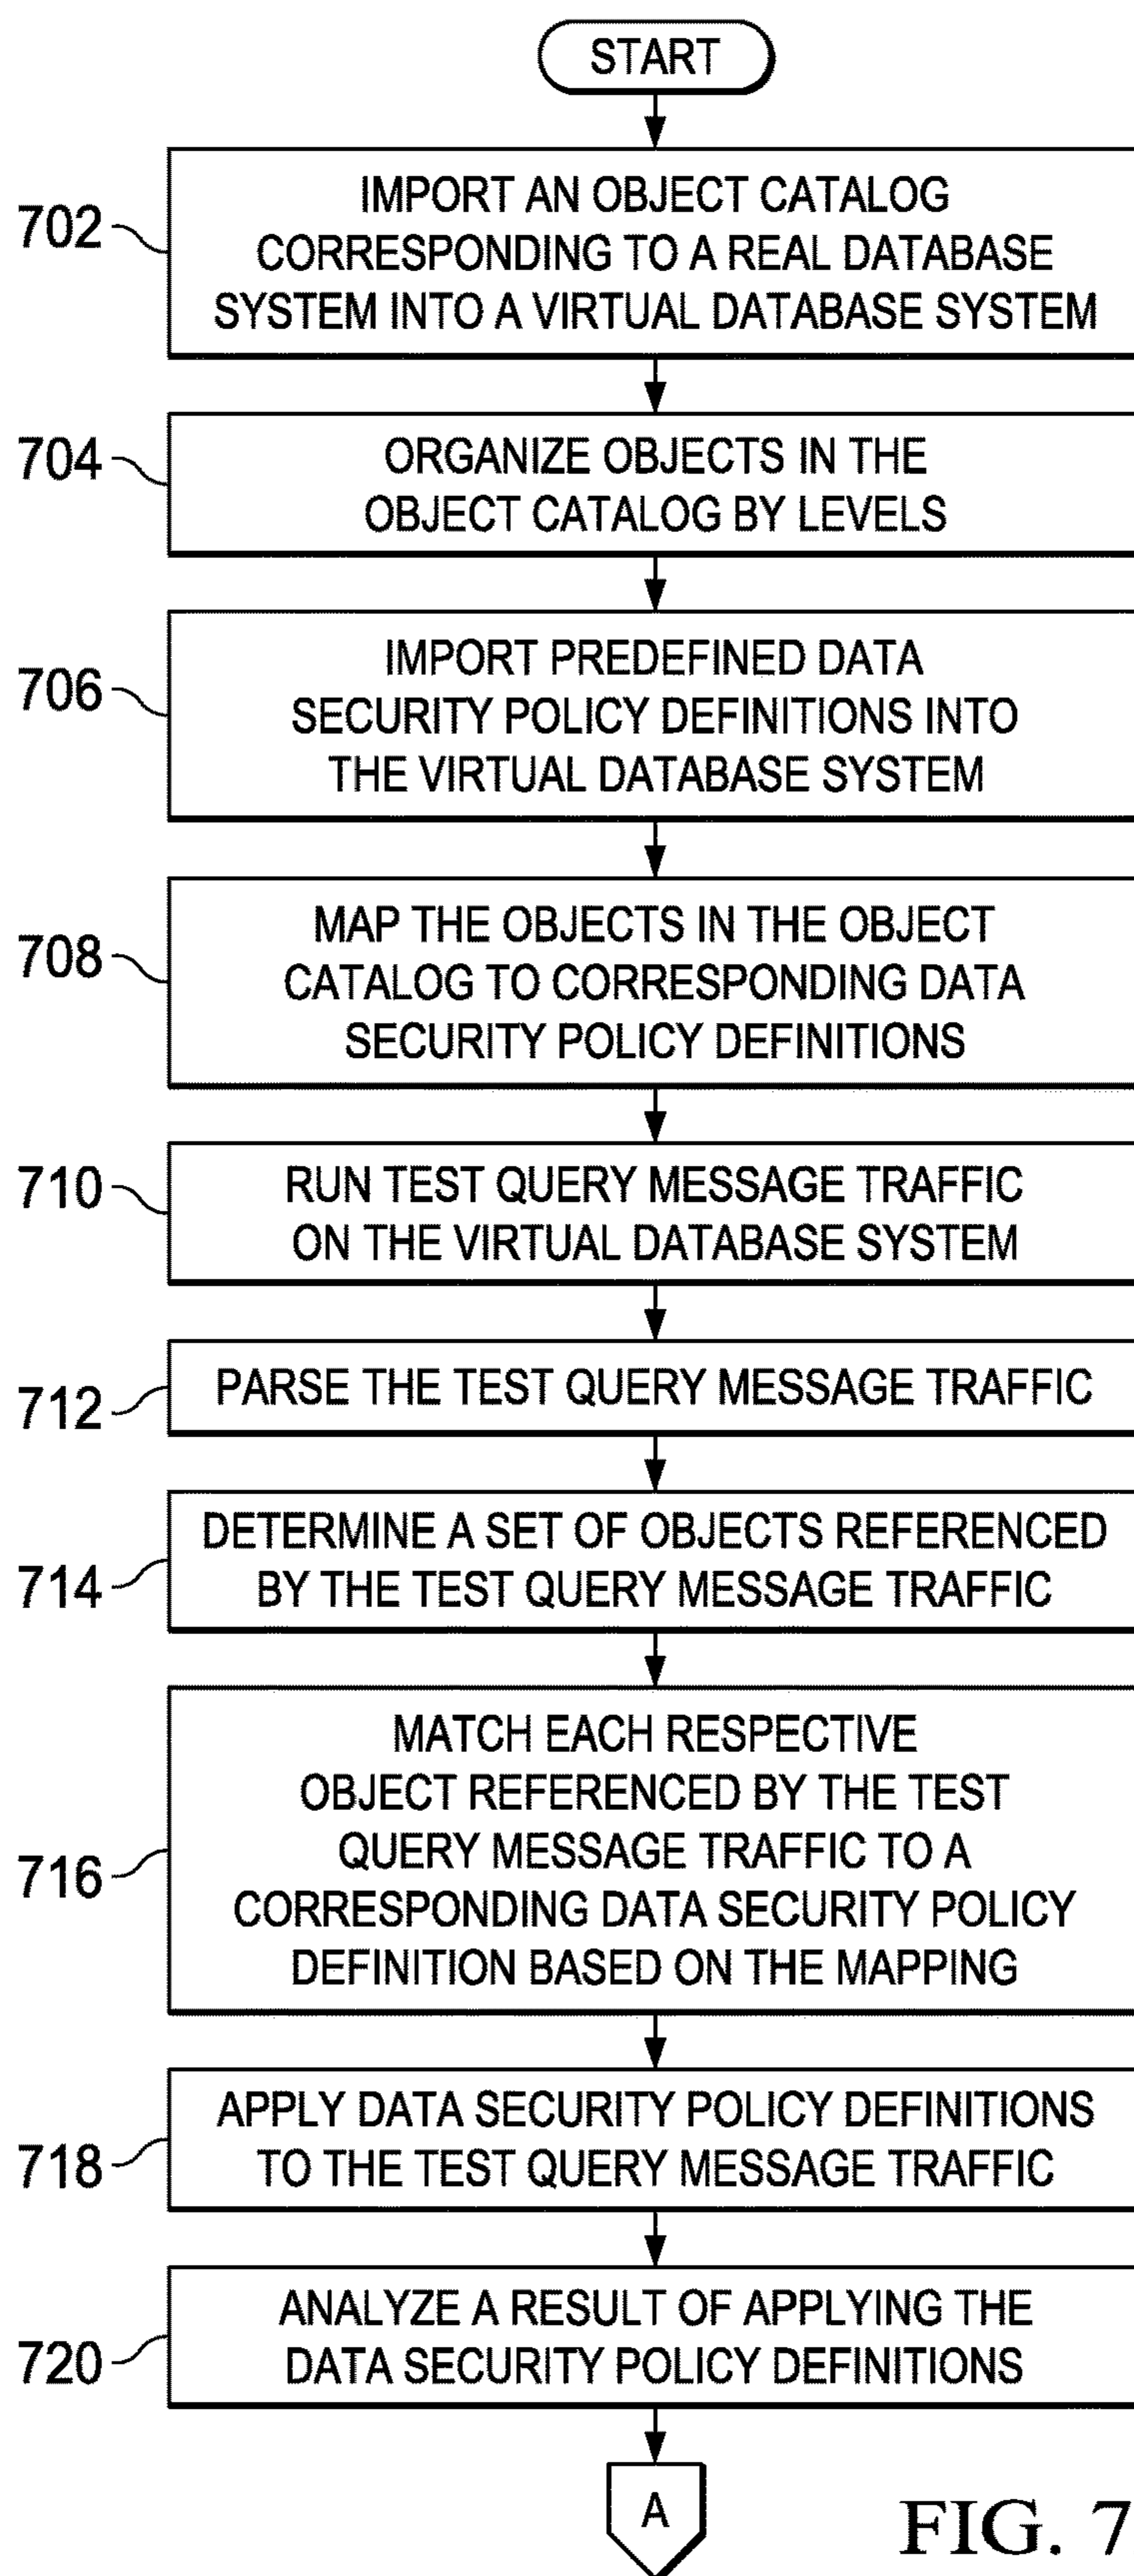 START
702
IMPORT AN OBJECT CATALOG
CORRESPONDING TO A REAL DATABASE
SYSTEM INTO A VIRTUAL DATABASE SYSTEM
704
ORGANIZE OBJECTS IN THE
OBJECT CATALOG BY LEVELS
706
IMPORT PREDEFINED DATA
SECURITY POLICY DEFINITIONS INTO
THE VIRTUAL DATABASE SYSTEM
708
MAP THE OBJECTS IN THE OBJECT
CATALOG TO CORRESPONDING DATA
SECURITY POLICY DEFINITIONS
710
RUN TEST QUERY MESSAGE TRAFFIC
ON THE VIRTUAL DATABASE SYSTEM
712
PARSE THE TEST QUERY MESSAGE TRAFFIC
714
DETERMINE A SET OF OBJECTS REFERENCED
BY THE TEST QUERY MESSAGE TRAFFIC
716
MATCH EACH RESPECTIVE
OBJECT REFERENCED BY THE TEST
QUERY MESSAGE TRAFFIC TO A
CORRESPONDING DATA SECURITY POLICY
DEFINITION BASED ON THE MAPPING
718
APPLY DATA SECURITY POLICY DEFINITIONS
TO THE TEST QUERY MESSAGE TRAFFIC
720
ANALYZE A RESULT OF APPLYING THE
DATA SECURITY POLICY DEFINITIONS
A
FIG. 7